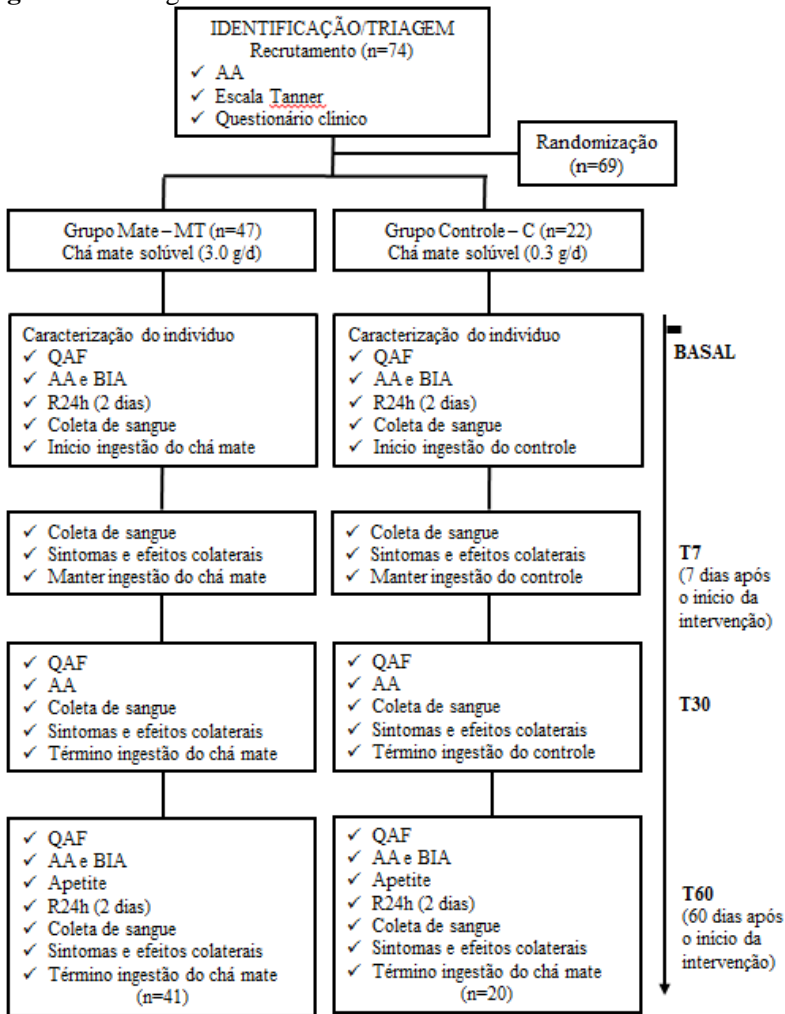 IDENTIFICAÇÃO/TRIAGEM
Recrutamento (n=74)
✓ AA
✓ Escala Tanner
✓ Questionário clínico
Randomização
(n=69)
Grupo Mate – MT (n=47)
Chá mate solúvel (3.0 g/d)
Grupo Controle – C (n=22)
Chá mate solúvel (0.3 g/d)
Caracterização do indivíduo
✓ QAF
✓ AA e BIA
✓ R24h (2 dias)
✓ Coleta de sangue
✓ Inicio ingestão do chá mate
Caracterização do indivíduo
✓ QAF
✓ AA e BIA
✓ R24h (2 dias)
✓ Coleta de sangue
✓ Inicio ingestão do controle
BASAL
✓ Coleta de sangue
✓ Sintomas e efeitos colaterais
✓ Manter ingestão do chá mate
✓ Coleta de sangue
✓ Sintomas e efeitos colaterais
✓ Manter ingestão do controle
T7
(7 dias após
o início da
intervenção)
✓ QAF
✓ AA
✓ Coleta de sangue
✓ Sintomas e efeitos colaterais
✓ Término ingestão do chá mate
✓ QAF
✓ AA
✓ Coleta de sangue
✓ Sintomas e efeitos colaterais
✓ Término ingestão do controle
T30
✓ QAF
✓ AA e BIA
✓ Apetite
✓ R24h (2 dias)
✓ Coleta de sangue
✓ Sintomas e efeitos colaterais
✓ Término ingestão do chá mate
(n=41)
✓ QAF
✓ AA e BIA
✓ Apetite
✓ R24h (2 dias)
✓ Coleta de sangue
✓ Sintomas e efeitos colaterais
✓ Término ingestão do chá mate
(n=20)
T60
(60 dias após
o início da
intervenção)